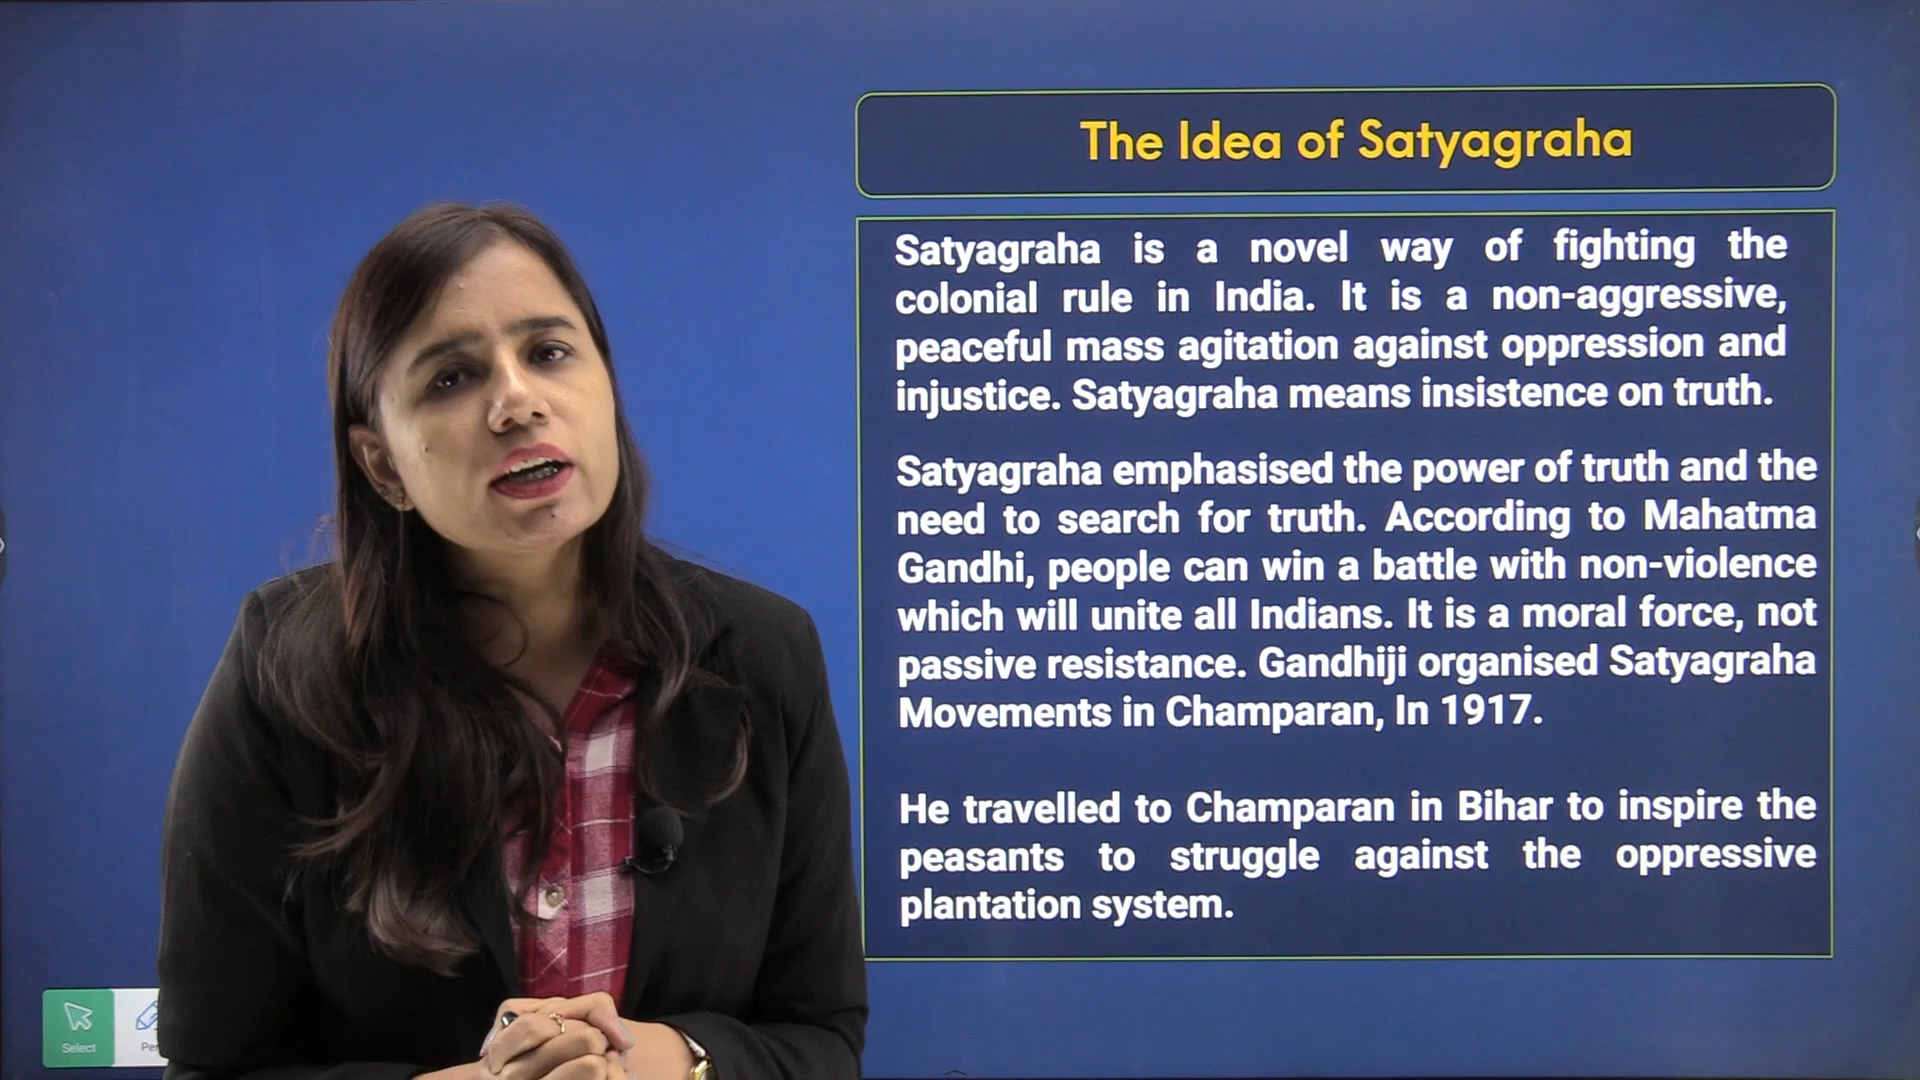 The Idea of Satyagraha
Satyagraha is a novel way of fighting the
colonial rule in India. It is a non-aggressive,
peaceful mass agitation against oppression and
injustice. Satyagraha means insistence on truth.
Satyagraha emphasised the power of truth and the
need to search for truth. According to Mahatma
Gandhi, people can win a battle with non-violence
which will unite all Indians. It is a moral force, not
passive resistance. Gandhiji organised Satyagraha
Movements in Champaran, In 1917.
He travelled to Champaran in Bihar to inspire the
peasants to struggle against the oppressive
plantation system.
Select